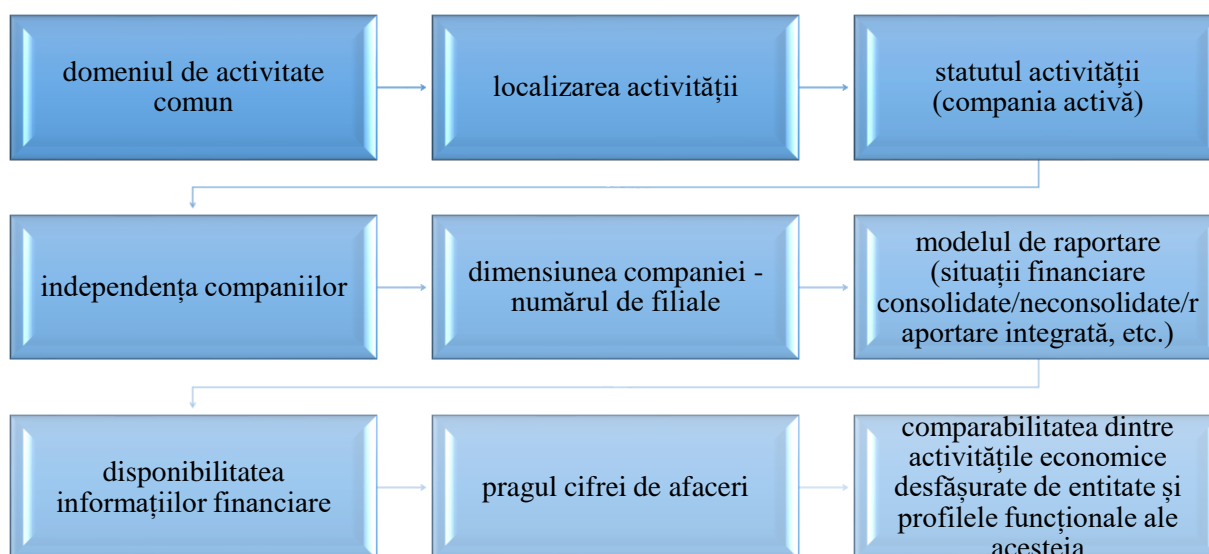 domeniul de activitate
comun
localizarea activității
statutul activității
(compania activă)
independența companiilor
dimensiunea companiei -
numărul de filiale
modelul de raportare
(situații financiare
consolidate/neconsolidate/r
aportare integrată, etc.)
disponibilitatea
informațiilor financiare
pragul cifrei de afaceri
comparabilitatea dintre
activitățile economice
desfășurate de entitate și
profilele funcționale ale
acesteia